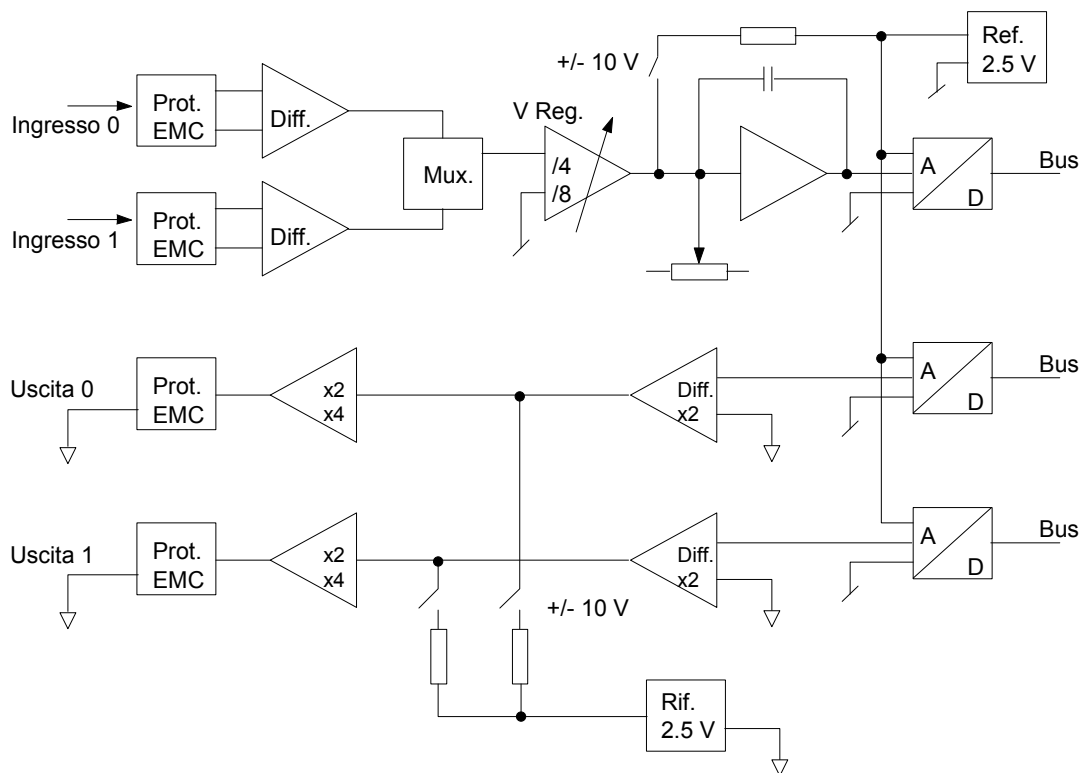 +/- 10 V
Ref.
2.5 V
Ingresso 0
Prot.
EMC
Diff.
V Reg.
/4
/8
Mux.
A
D
Bus
Ingresso 1
Prot.
EMC
Diff.
Uscita 0
Prot.
EMC
x2
x4
Diff.
x2
A
D
Bus
Uscita 1
Prot.
EMC
x2
x4
Diff.
x2
A
D
Bus
+/- 10 V
Rif.
2.5 V